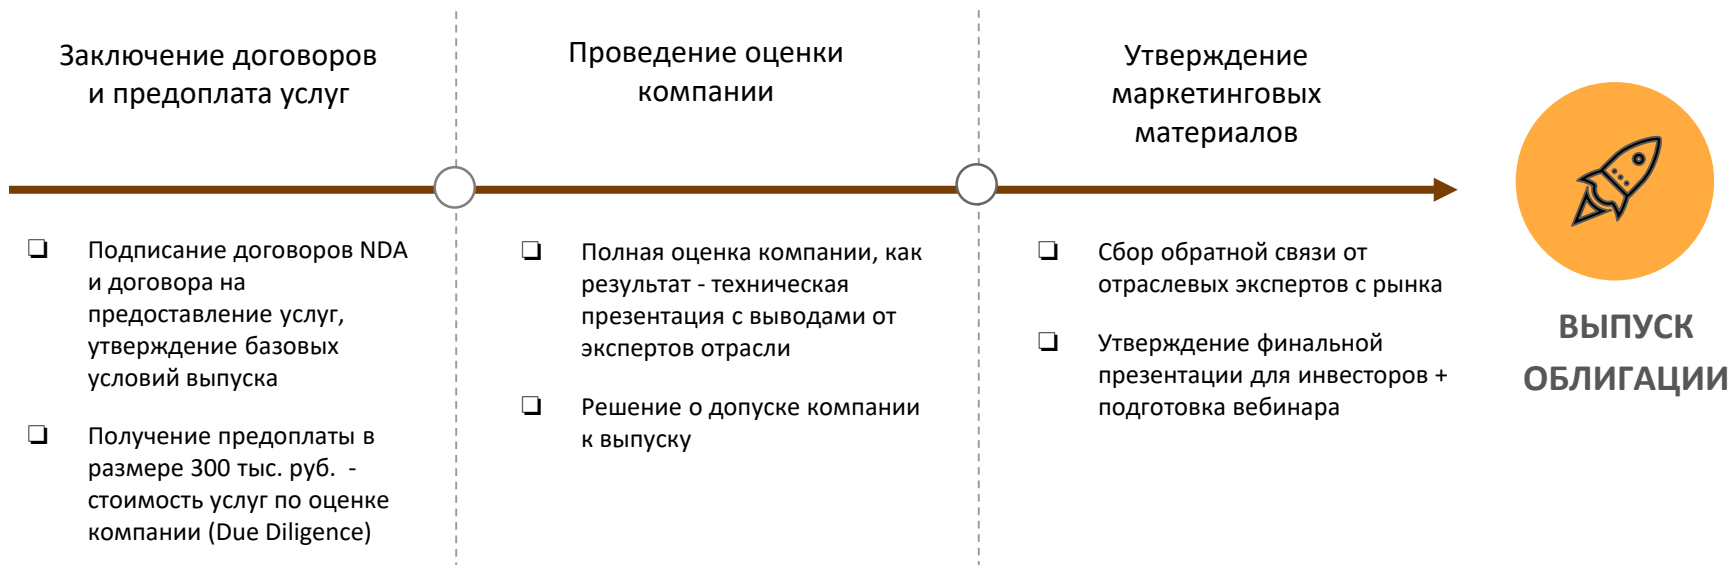 Заключение договоров
и предоплата услуг
Проведение оценки
компании
Утверждение
маркетинговых
материалов
❏ Подписание договоров NDA
и договора на
предоставление услуг,
утверждение базовых
условий выпуска
❏ Получение предоплаты в
размере 300 тыс. руб. -
стоимость услуг по оценке
компании (Due Diligence)
❏ Полная оценка компании, как
результат - техническая
презентация с выводами от
экспертов отрасли
❏ Решение о допуске компании
к выпуску
❏ Сбор обратной связи от
отраслевых экспертов с рынка
❏ Утверждение финальной
презентации для инвесторов +
подготовка вебинара
ВЫПУСК
ОБЛИГАЦИИ